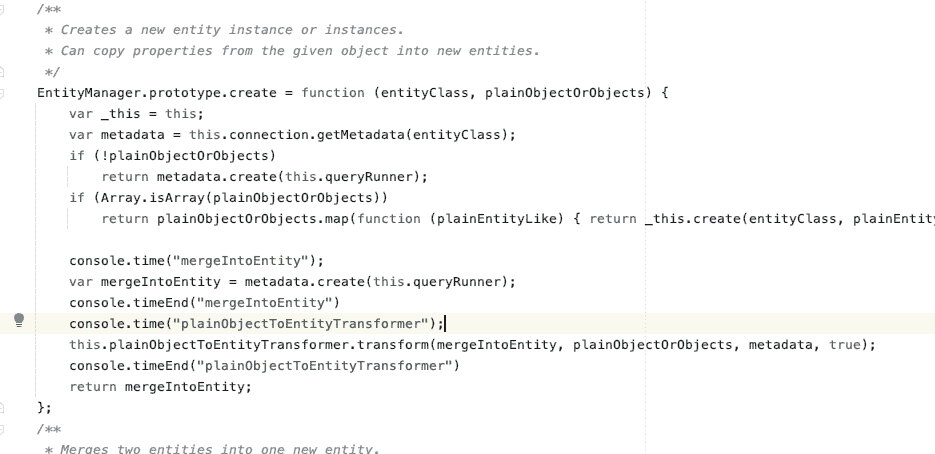 /**
* Creates a new entity instance or instances.
* Can copy properties from the given object into new entities.
*/
EntityManager.prototype.create = function (entityClass, plainObjectOrObjects) {
var _this = this;
var metadata = this.connection.getMetadata(entityClass);
if (!plainObjectOrObjects)
return metadata.create(this.queryRunner);
if (Array.isArray(plainObjectOrObjects))
return plainObjectOrObjects.map(function (plainEntityLike) { return _this.create(entityClass, plainEntity
console.time("mergeIntoEntity");
var mergeIntoEntity = metadata.create(this.queryRunner);
console.timeEnd("mergeIntoEntity")
console.time("plainObjectToEntityTransformer");
this.plainObjectToEntityTransformer.transform(mergeIntoEntity, plainObjectOrObjects, metadata, true);
console.timeEnd("plainObjectToEntityTransformer")
return mergeIntoEntity;
};
/**
* Merges two entities into one new entity.